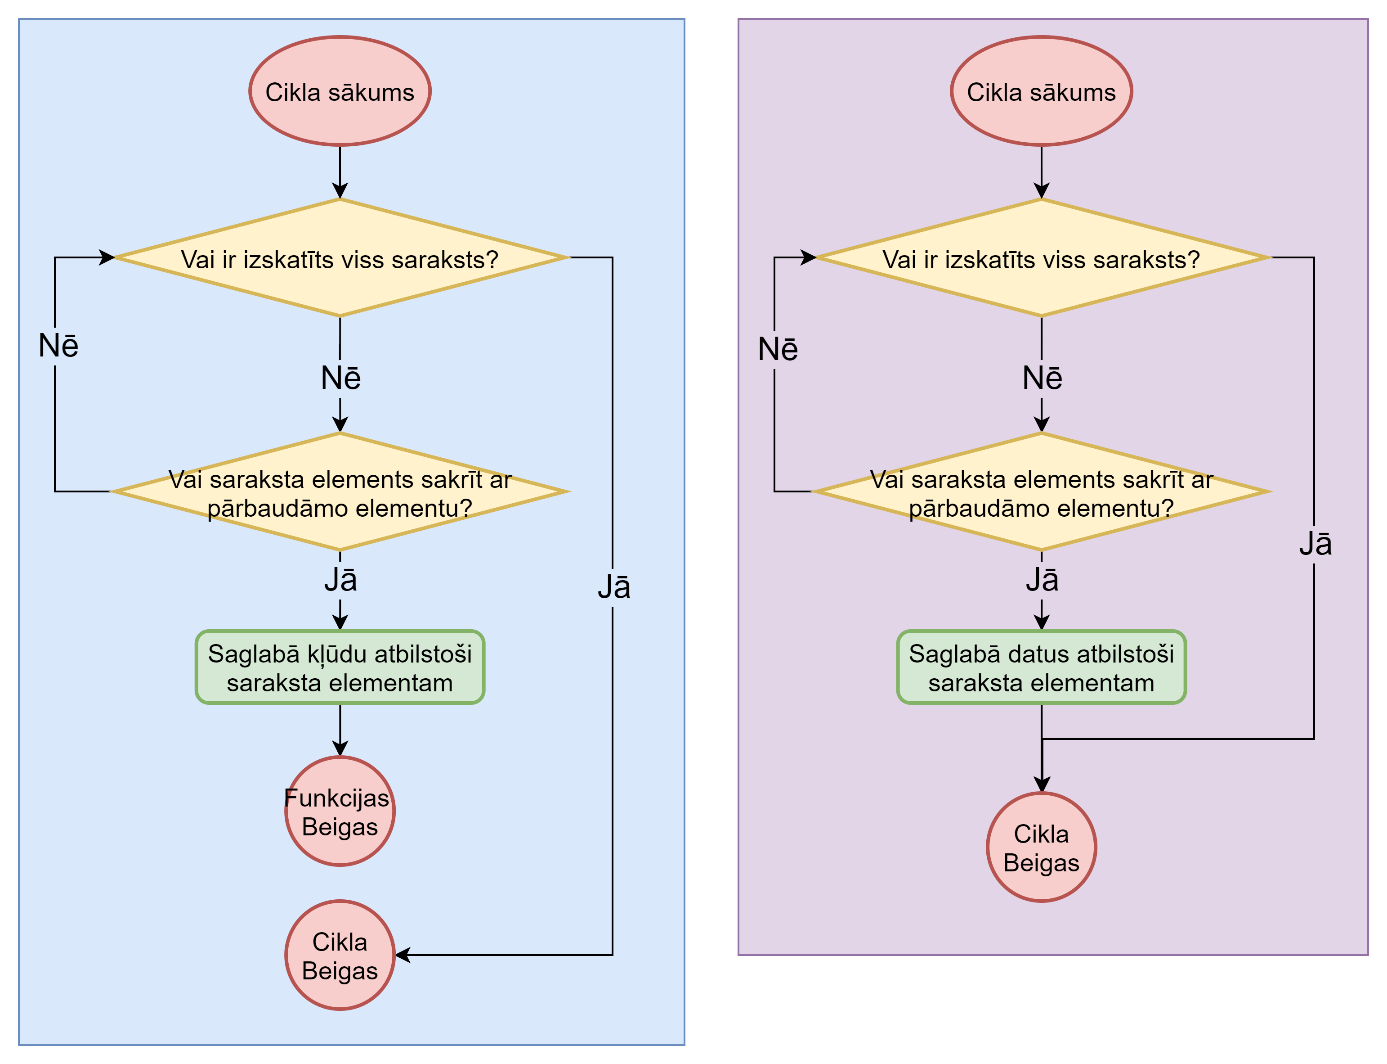 Cikla sākums
Vai ir izskatīts viss saraksts?
Nē
Nē
Vai saraksta elements sakrīt ar
pārbaudāmo elementu?
Jā
Jā
Saglabā kļūdu atbilstoši
saraksta elementam
Funkcijas
Beigas
Cikla
Beigas
Cikla sākums
Vai ir izskatīts viss saraksts?
Nē
Nē
Vai saraksta elements sakrīt ar
pārbaudāmo elementu?
Jā
Jā
Saglabā datus atbilstoši
saraksta elementam
Cikla
Beigas